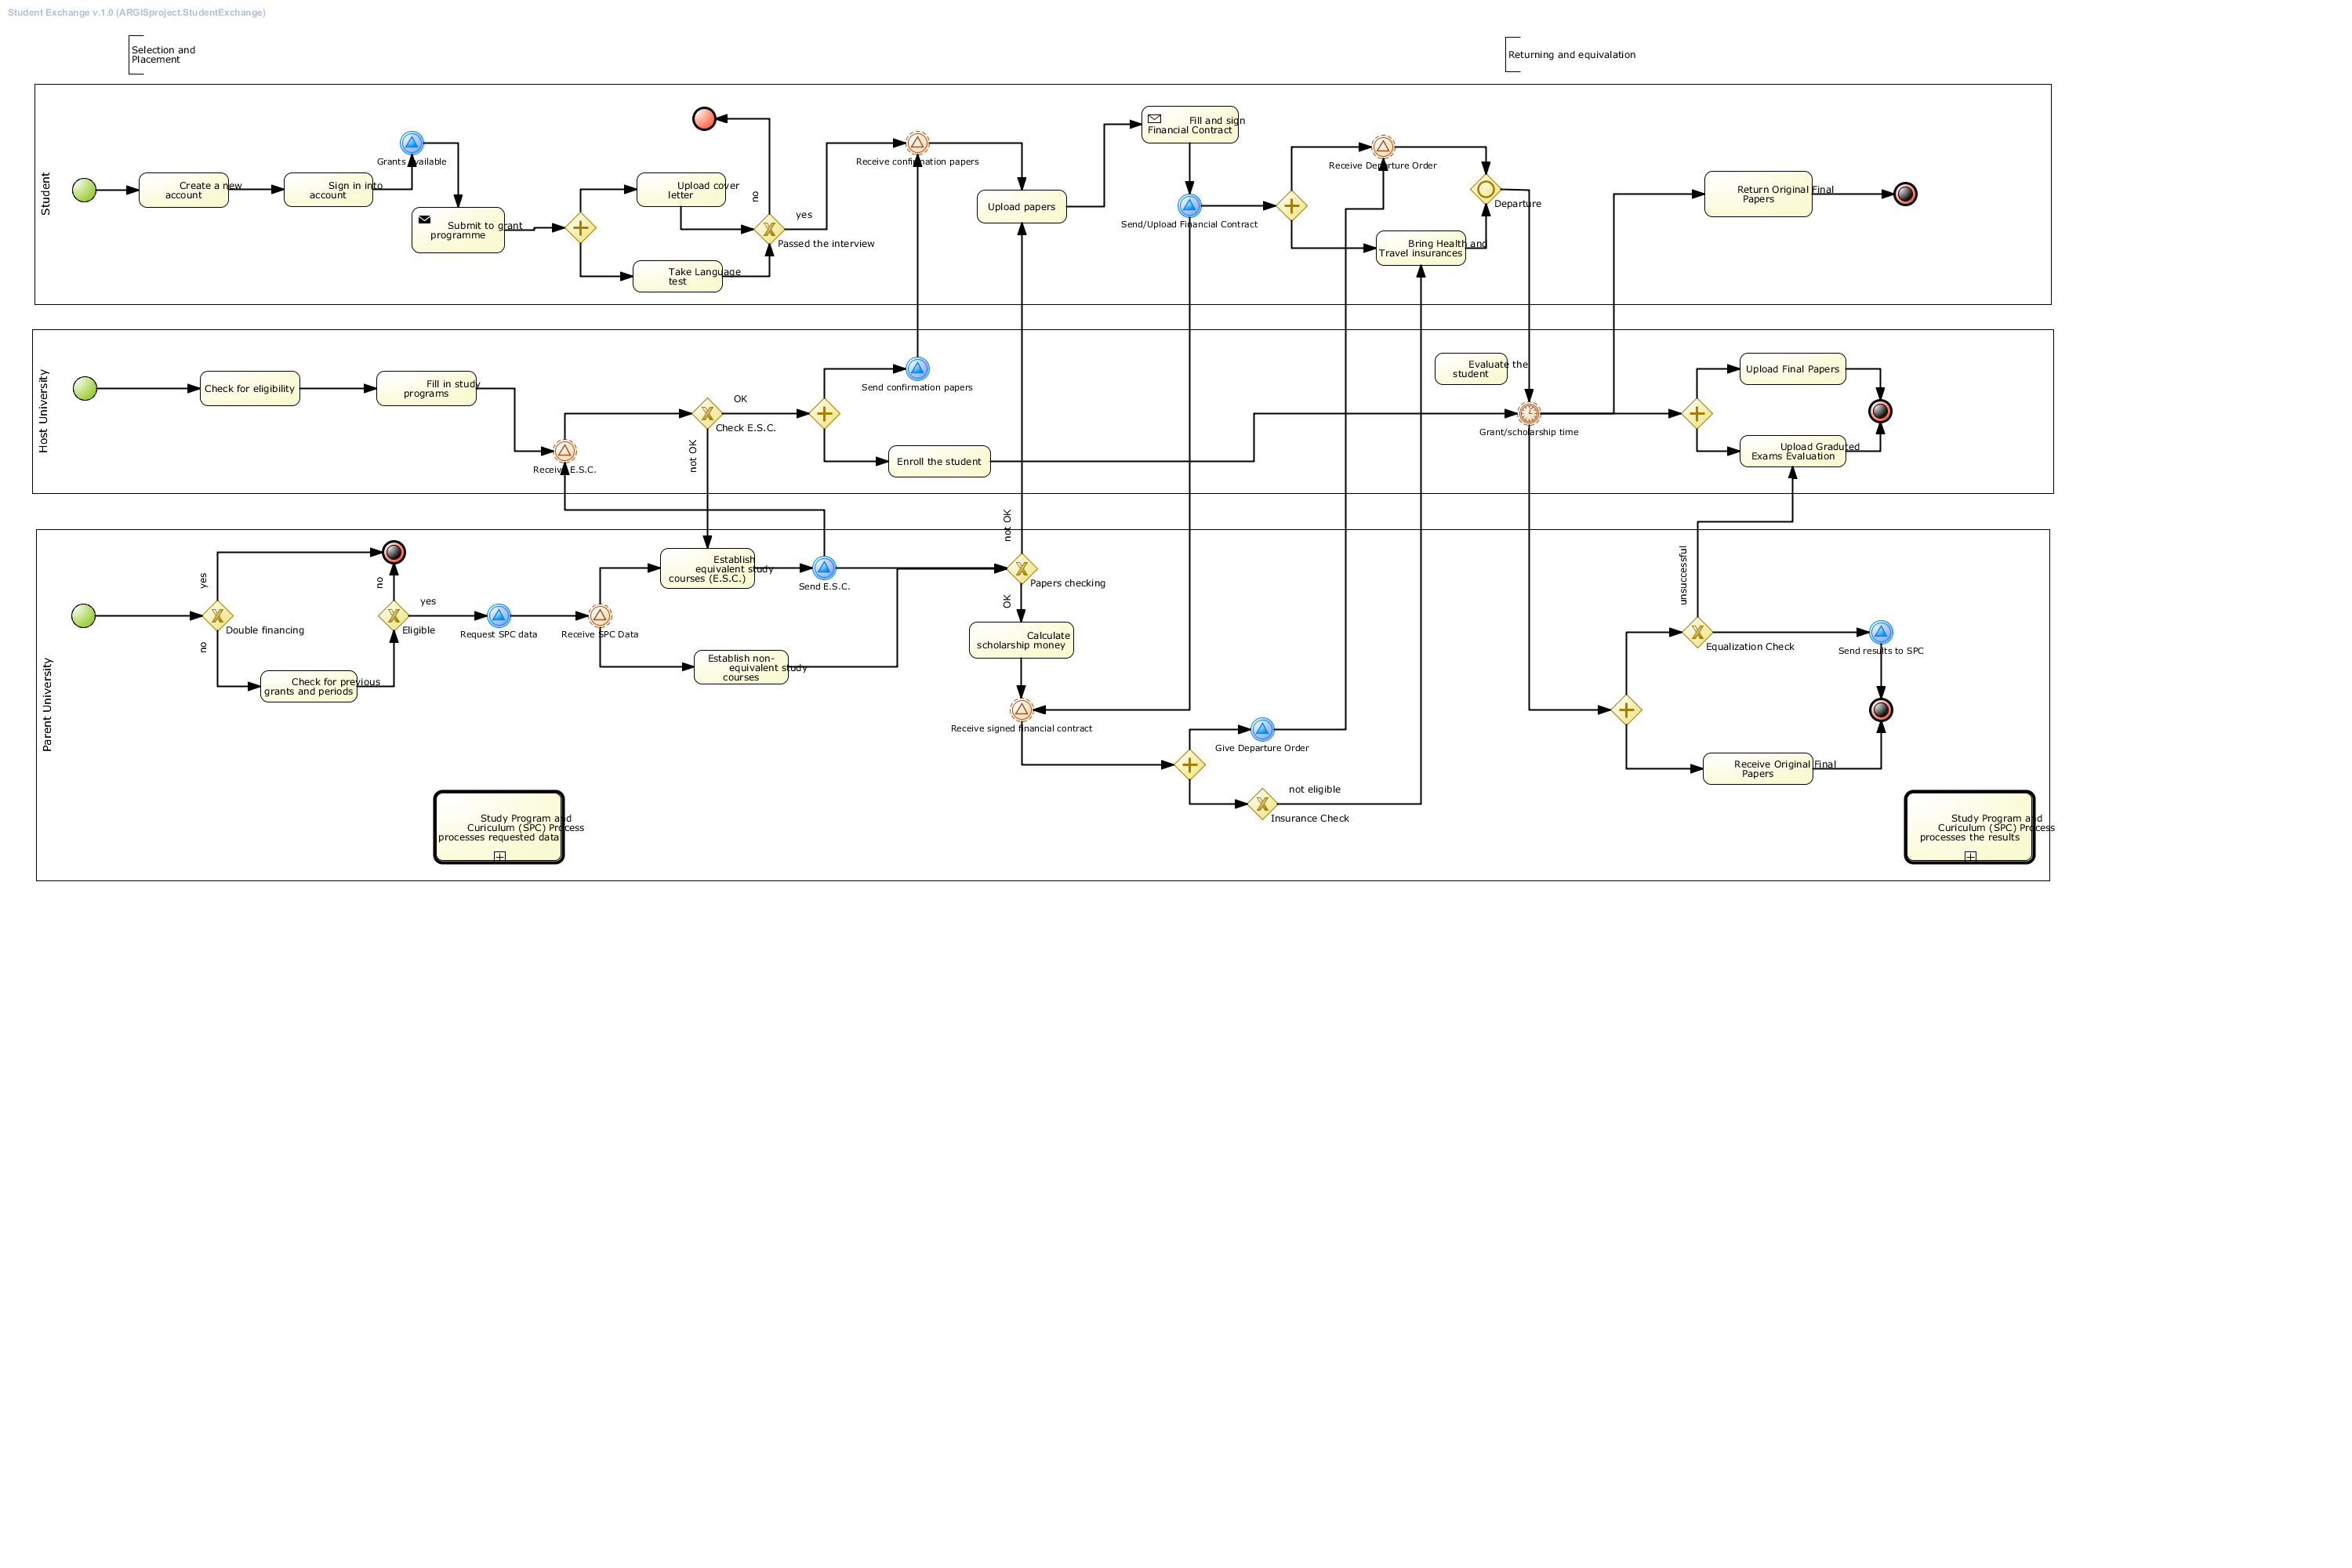 Student Exchange v.1.0 (ARGISproject.StudentExchange)
Selection and
Placement
Returning and equivalation
Student
Create a new
account
Sign in into
account
Grants available
Submit to grant
programme
Upload cover
letter
Take Language
test
no
yes
Passed the interview
Receive confirmation papers
Upload papers
Fill and sign
Financial Contract
Send/Upload Financial Contract
Receive Departure Order
Bring Health and
Travel insurances
Departure
Return Original Final
Papers
Host University
Check for eligibility
Fill in study
programs
Receive E.S.C.
OK
Check E.S.C.
not OK
Send confirmation papers
Enroll the student
Evaluate the
student
Grant/scholarship time
Upload Final Papers
Upload Graduted
Exams Evaluation
Parent University
yes
no
Double financing
Check for previous
grants and periods
no
yes
Eligible
Request SPC data
Receive SPC Data
Establish
equivalent study
courses (E.S.C.)
Send E.S.C.
Establish non-
equivalent study
courses
not OK
Papers checking
OK
Calculate
scholarship money
Receive signed financial contract
Give Departure Order
not eligible
Insurance Check
unsuccessful
Equalization Check
Send results to SPC
Receive Original Final
Papers
Study Program and
Curiculum (SPC) Process
processes requested data
Study Program and
Curiculum (SPC) Process
processes the results